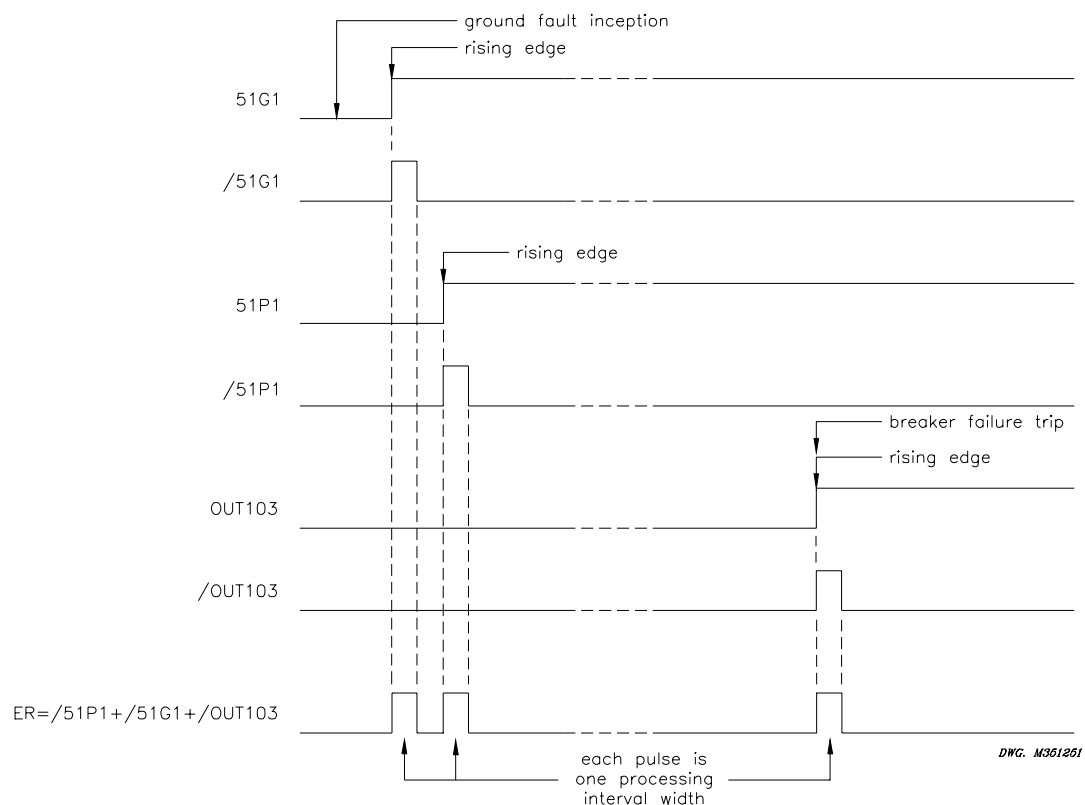 ground fault inception
rising edge
51G1
/51G1
rising edge
51P1
/51P1
breaker failure trip
rising edge
OUT103
/OUT103
ER=/51P1+/51G1+/OUT103
each pulse is
one processing
interval width
DWG. M351251